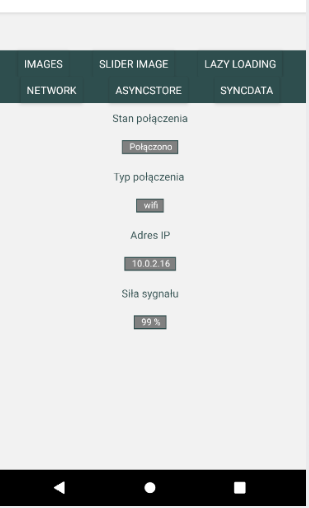 IMAGES SLIDER IMAGE LAZY LOADING
NETWORK ASYNCSTORE SYNCDATA
Stan połączenia
Połączono
Typ połączenia
wifi
Adres IP
10.0.2.16
Siła sygnału
99 %